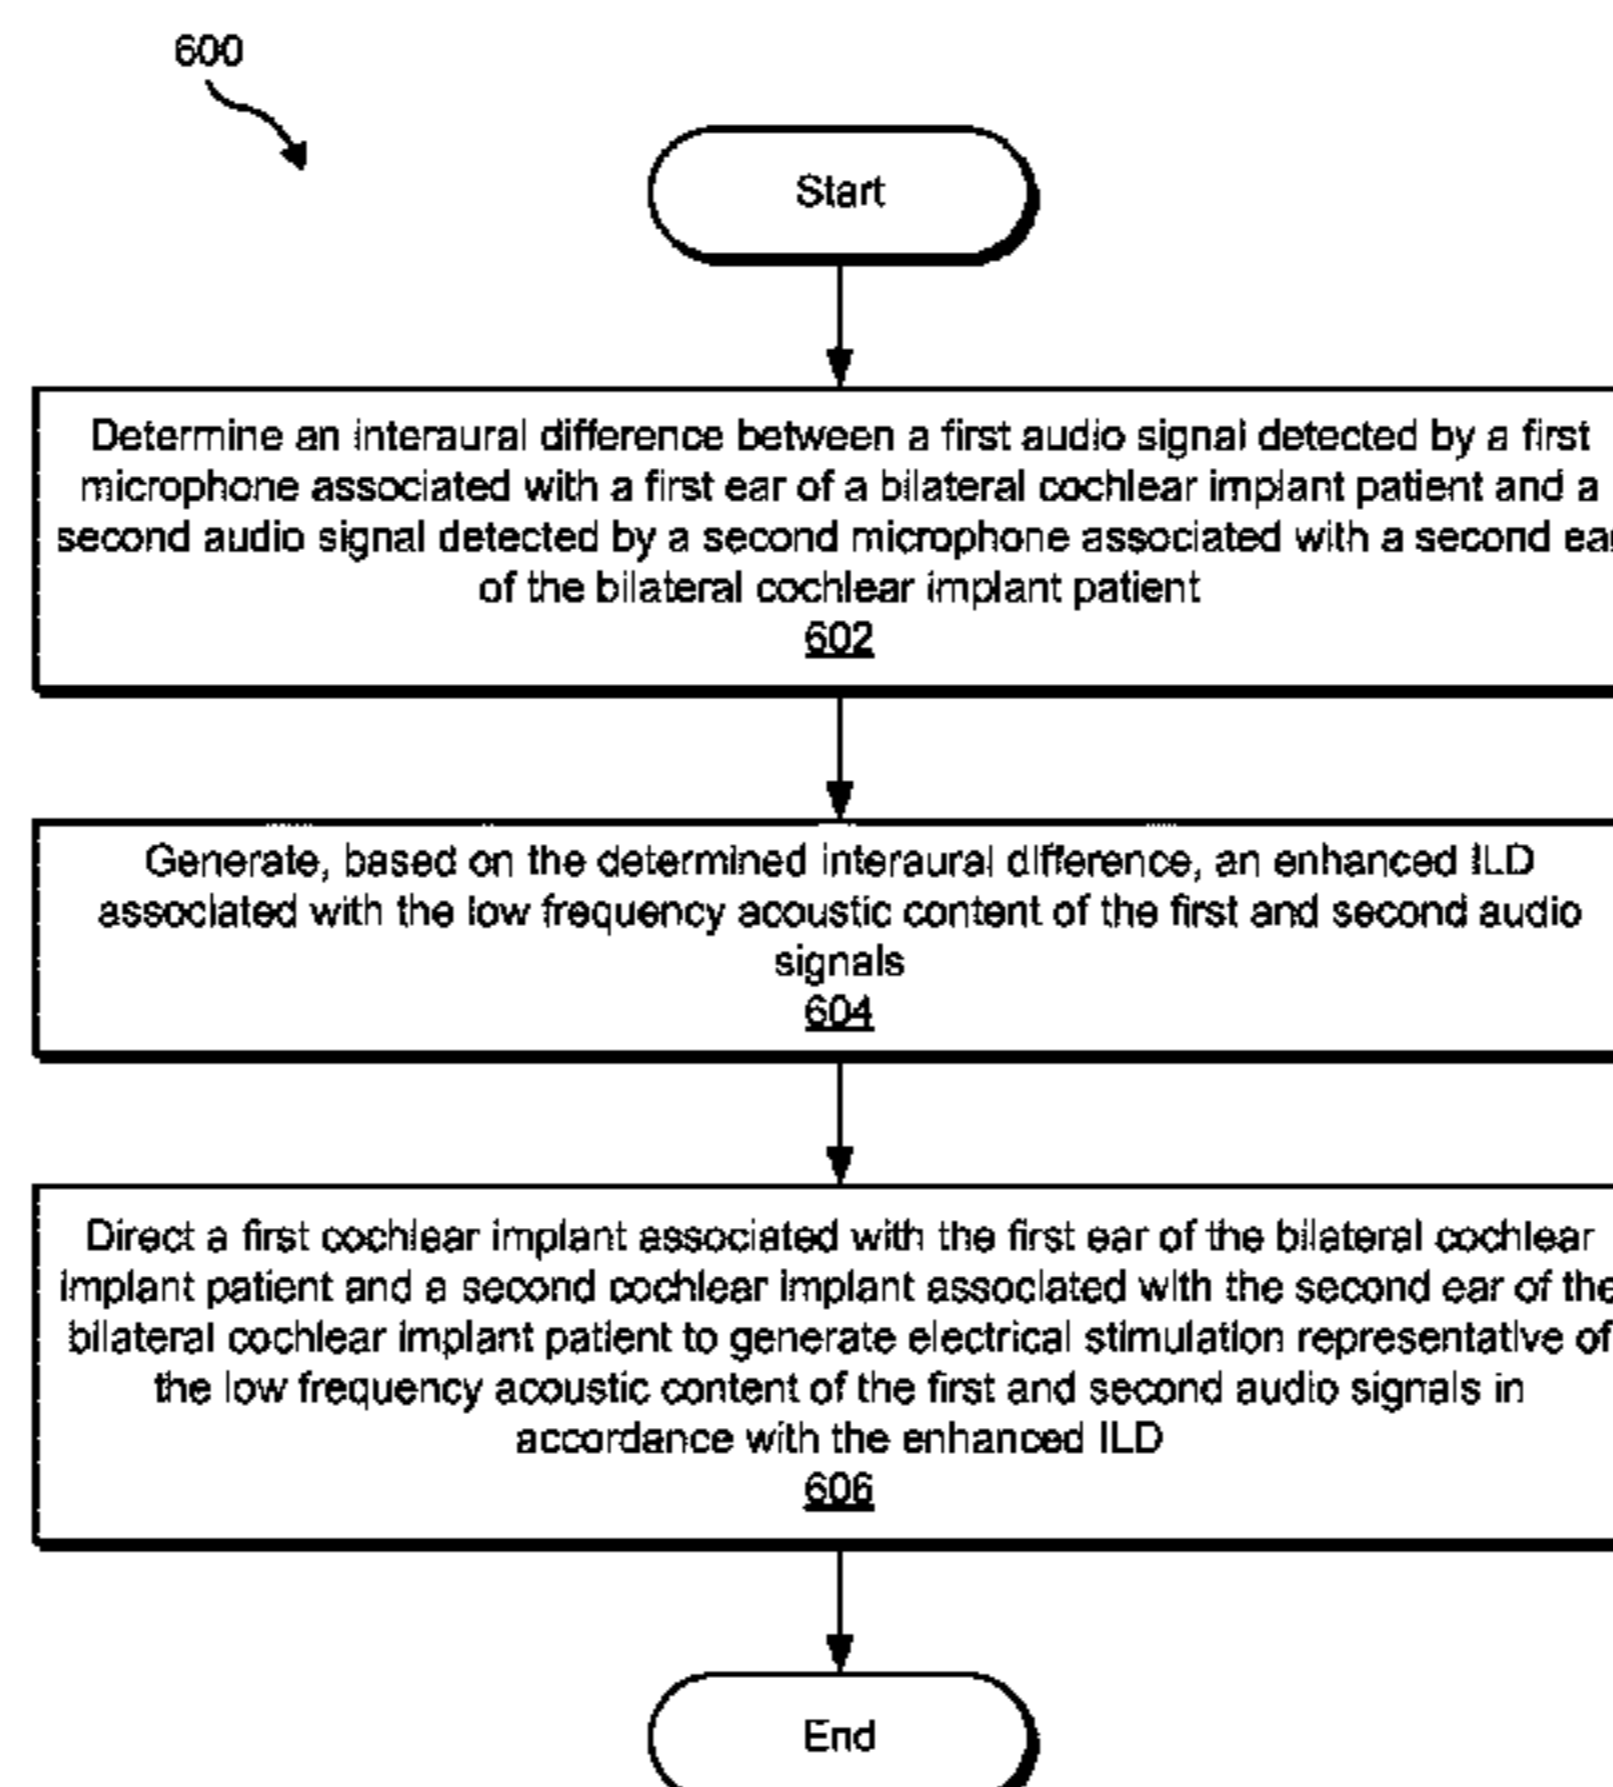 600
Start
Determine an interaural difference between a first audio signal detected by a first
microphone associated with a first ear of a bilateral cochlear implant patient and a
second audio signal detected by a second microphone associated with a second ear
of the bilateral cochlear implant patient
602
Generate, based on the determined interaural difference, an enhanced ILD
associated with the low frequency acoustic content of the first and second audio
signals
604
Direct a first cochlear implant associated with the first ear of the bilateral cochlear
implant patient and a second cochlear implant associated with the second ear of the
bilateral cochlear implant patient to generate electrical stimulation representative of
the low frequency acoustic content of the first and second audio signals in
accordance with the enhanced ILD
606
End